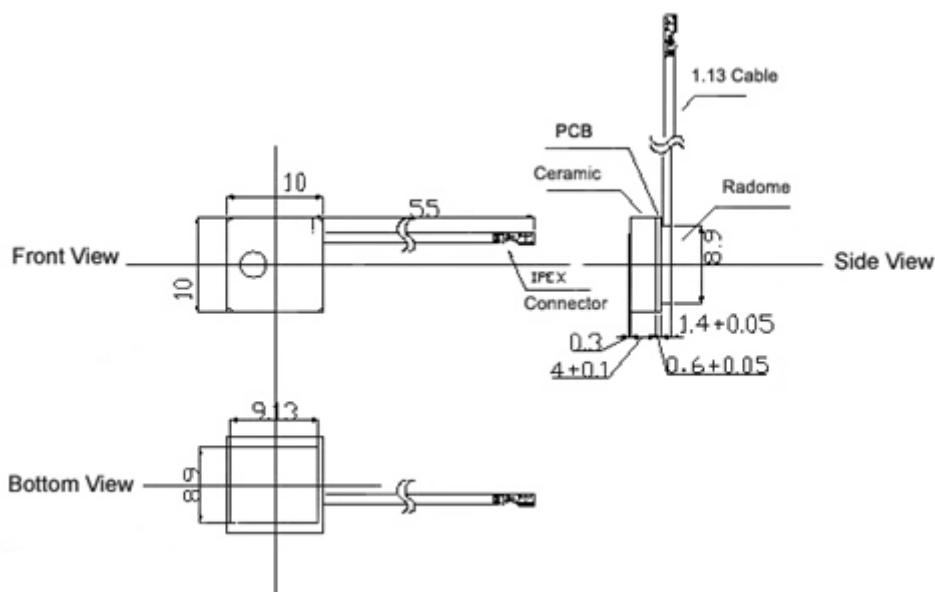 1.13 Cable
PCB
Ceramic
Radome
10
55
Front View
10
IPEX
Connector
8.9
Side View
1.4+0.05
0.3
4+0.1
0.6+0.05
9.13
8.9
Bottom View